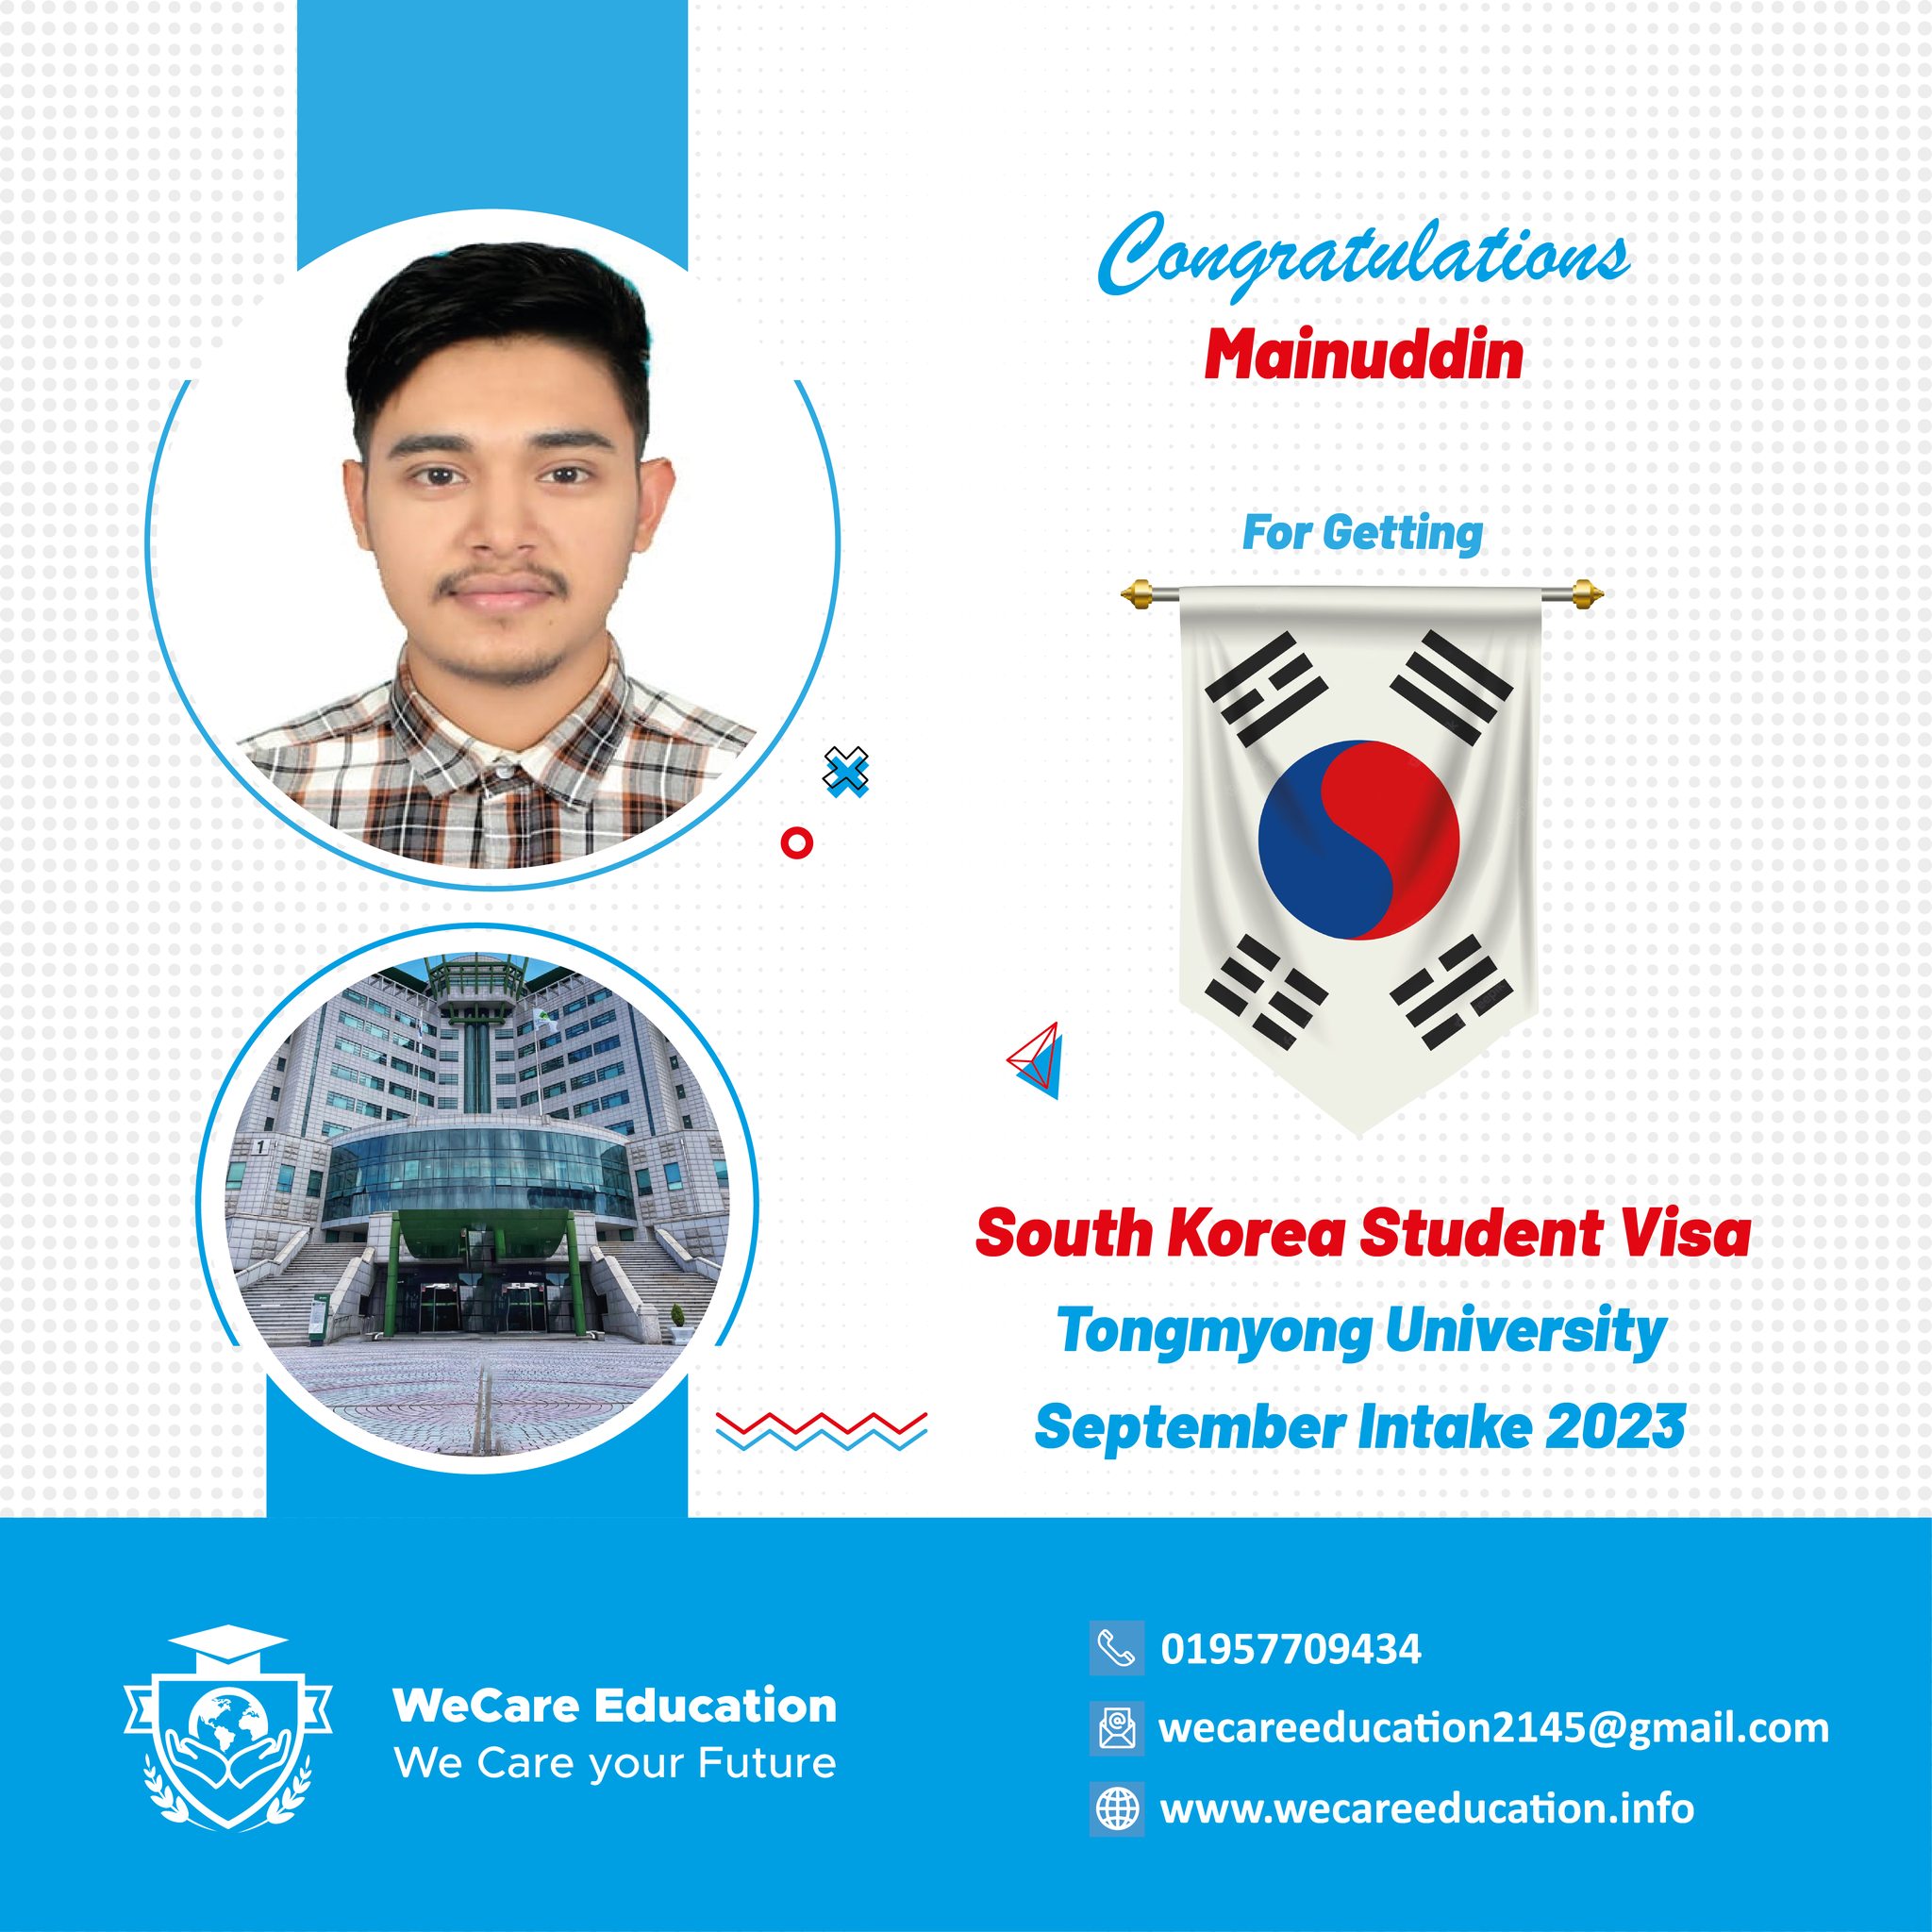 Congratulations
Mainuddin
For Getting
South Korea Student Visa
Tongmyong University
September Intake 2023
1
WeCare Education
We Care your Future
01957709434
wecareeducation2145@gmail.com
www.wecareeducation.info